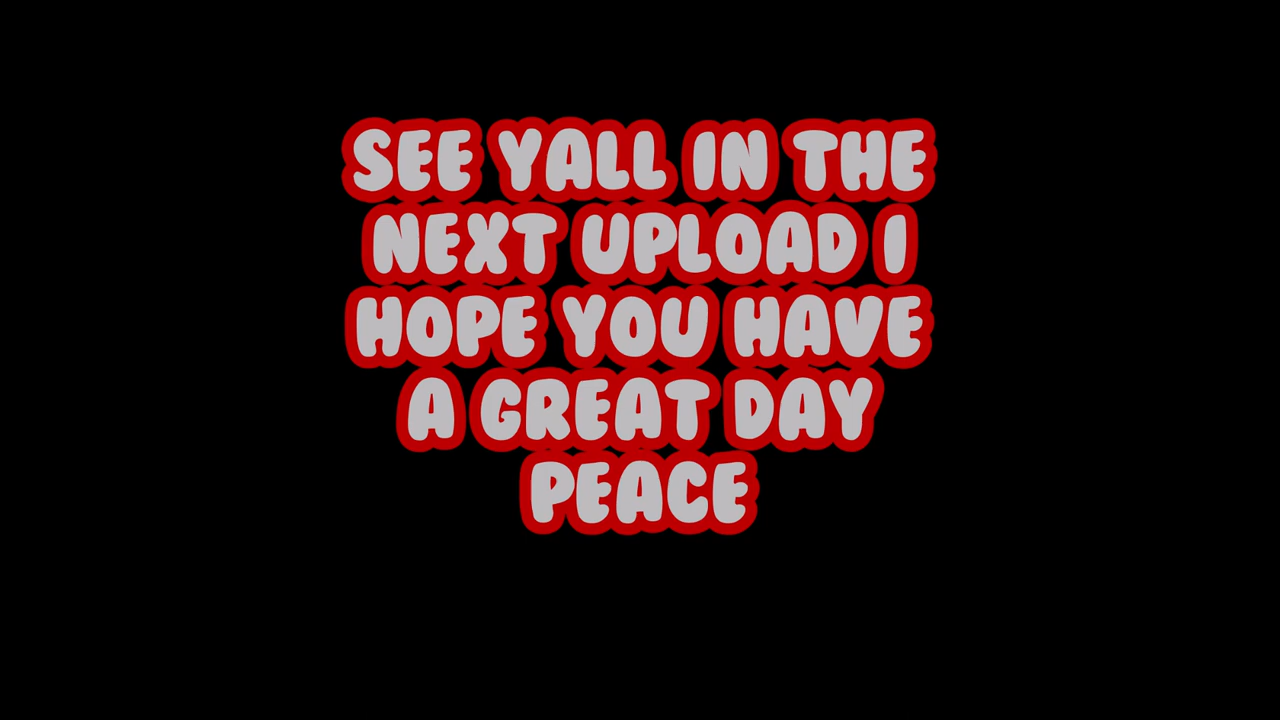 SEE YALL IN THE
NEXT UPLOAD I
HOPE YOU HAVE
A GREAT DAY
PEACE